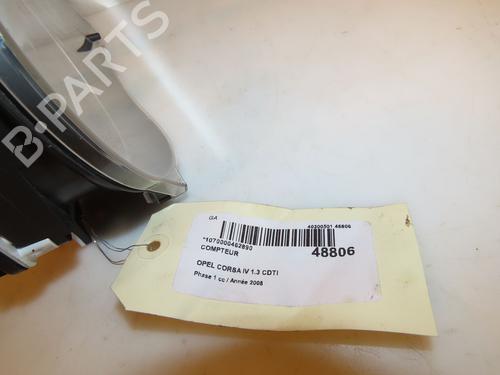 B-PARTS
GA
40300501 48806
*1070000462890
COMPTEUR
48806
OPEL CORSA IV 1.3 CDTI
Phase 1 cc / Année 2008